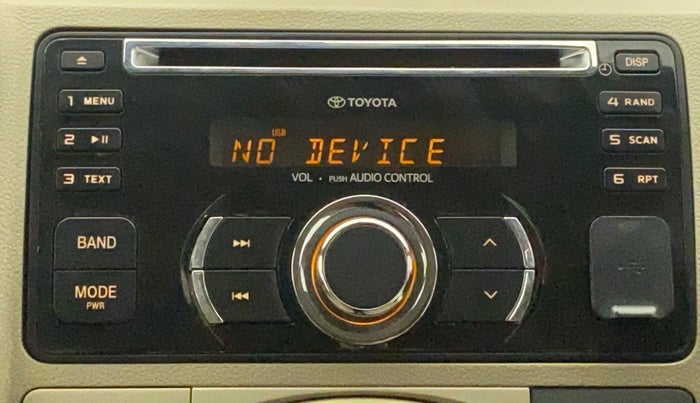 DISP
1 MENU
TOYOTA
4 RAND
USB
NO DEVICE
2
5 SCAN
3 TEXT
VOL • PUSH AUDIO CONTROL
6 RPT
BAND
MODE
PWR